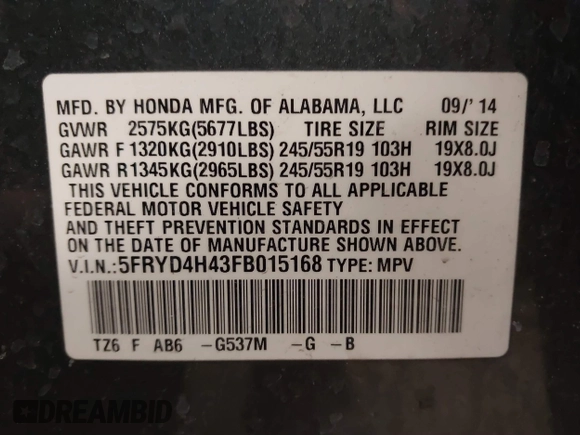 MFD. BY HONDA MFG. OF ALABAMA, LLC 09/'14
GVWR 2575KG(5677LBS) TIRE SIZE RIM SIZE
GAWR F 1320KG(2910LBS) 245/55R19 103H 19X8.0J
GAWR R1345KG(2965LBS) 245/55R19 103H 19X8.0J
THIS VEHICLE CONFORMS TO ALL APPLICABLE
FEDERAL MOTOR VEHICLE SAFETY
AND THEFT PREVENTION STANDARDS IN EFFECT
ON THE DATE OF MANUFACTURE SHOWN ABOVE.
V.I.N.:5FRYD4H43FB015168 TYPE: MPV
TZ6 F AB6 -G537M -G -B
DREAMBID